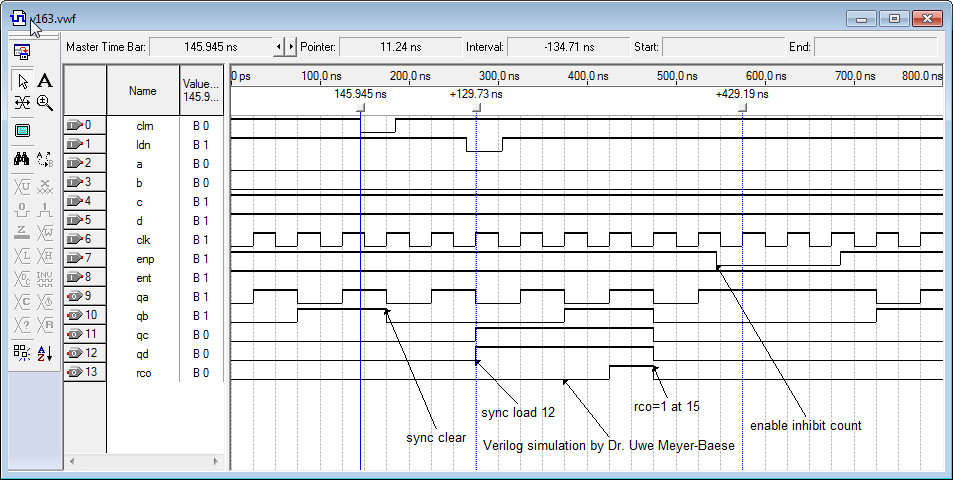 v163.vwf
Master Time Bar: 145.945 ns Pointer: 11.24 ns Interval: -134.71 ns Start: End:
Name Value... 145.9...
0 ps 100.0 ns 200.0 ns 300.0 ns 400.0 ns 500.0 ns 600.0 ns 700.0 ns 800.0 ns
145.945 ns +129.73 ns +429.19 ns
0 clrn B 0
1 ldn B 1
2 a B 0
3 b B 0
4 c B 1
5 d B 1
6 clk B 1
7 enp B 1
8 ent B 1
9 qa B 1
10 qb B 1
11 qc B 0
12 qd B 0
13 rco B 0
sync load 12
rco=1 at 15
enable inhibit count
sync clear
Verilog simulation by Dr. Uwe Meyer-Baese